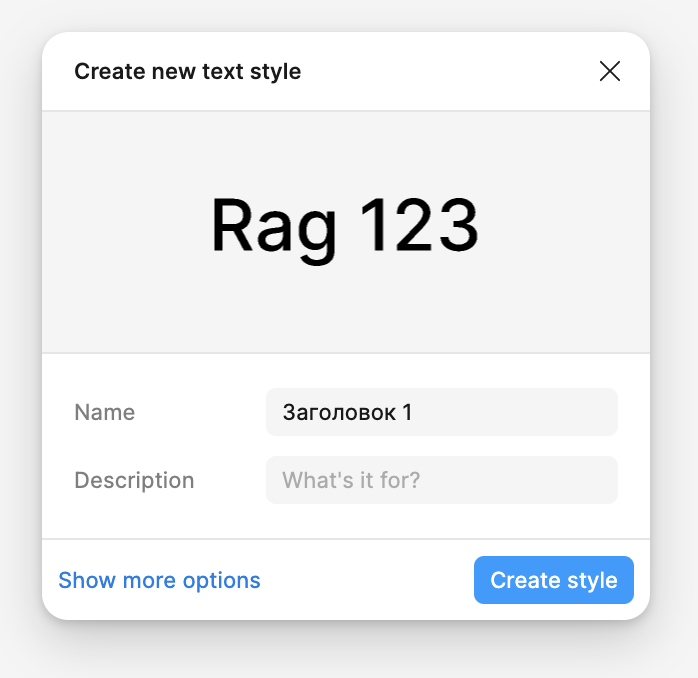 Create new text style
Rag 123
Name
Заголовок 1
Description
What's it for?
Show more options
Create style